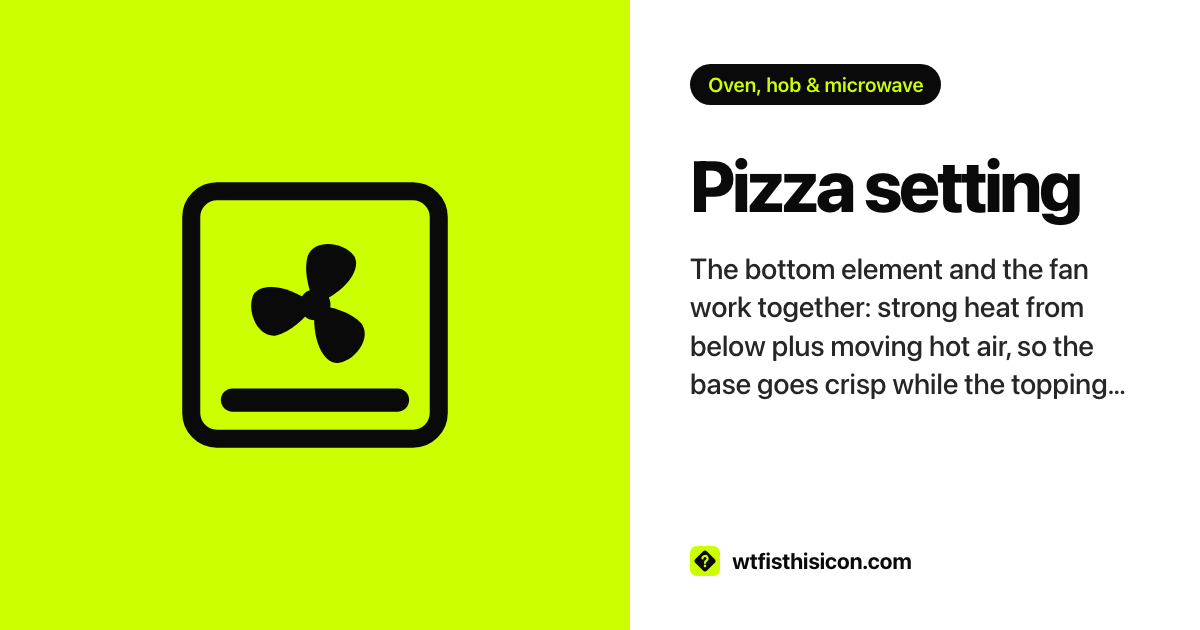 Oven, hob & microwave
Pizza setting
The bottom element and the fan
work together: strong heat from
below plus moving hot air, so the
base goes crisp while the topping...
?
wtfisthisicon.com